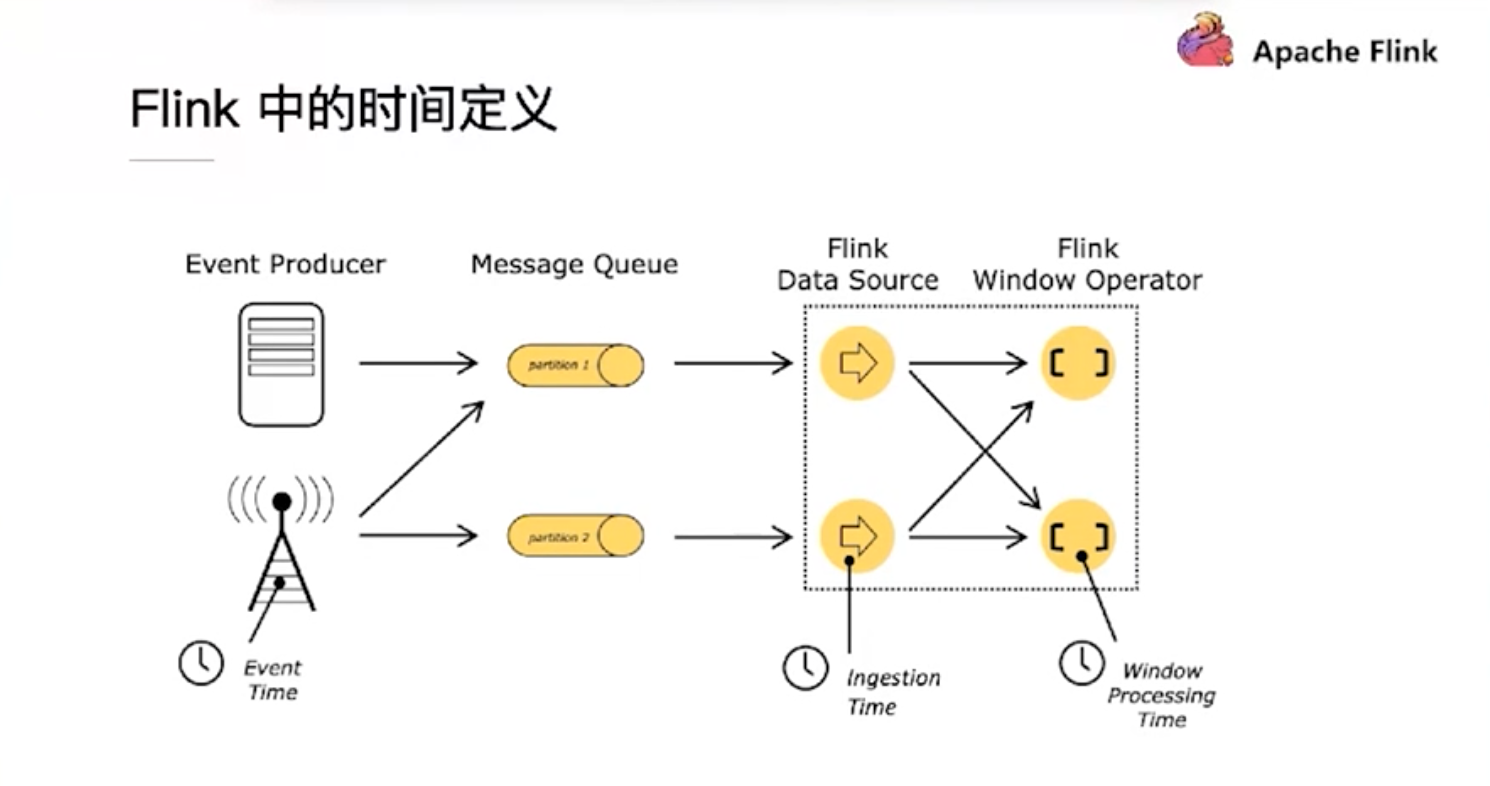 Apache Flink
Flink 中的时间定义
Event Producer
Message Queue
Flink
Data Source
Flink
Window Operator
partition 1
partition 2
Event
Time
Ingestion
Time
Window
Processing
Time